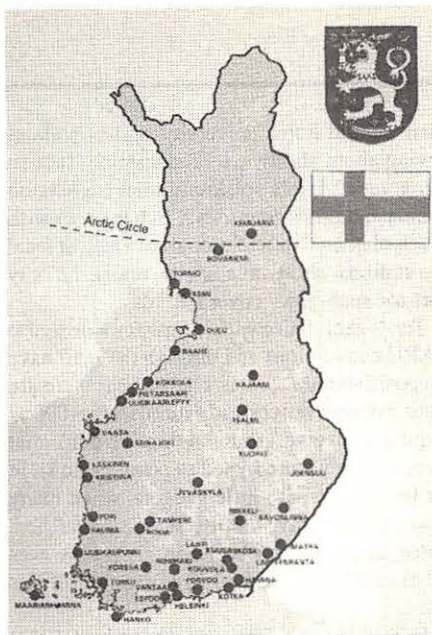 Arctic Circle
KEMIJÄRVI
ROVANIEMI
TORNIO
KEMI
OULU
RAAHE
KOKKOLA
PIETARSAARI
UUSIKAARLEPYY
KAJAANI
IISALMI
VAASA
SEINÄJOKI
KUOPIO
JOENSUU
KASKINEN
KRISTIINA
JYVÄSKYLÄ
PORI
TAMPERE
MIKKELI
SAVONLINNA
RAUMA
NOKIA
LAHTI
KUUSANKOSKI
IMATRA
UUSIKAUPUNKI
LAPPEENRANTA
FORSSA
KOUVOLA
TURKU
VANTAA
PORVOO
HAMINA
MAARIANHAMINA
ESPOO
HELSINKI
KOTKA
HANKO